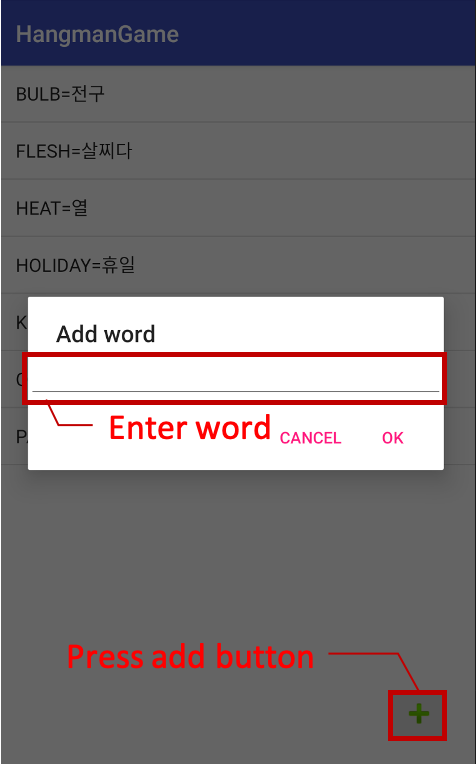 HangmanGame
BULB=전구
FLESH=살찌다
HEAT=열
HOLIDAY=휴일
Add word
Enter word
CANCEL OK
Press add button